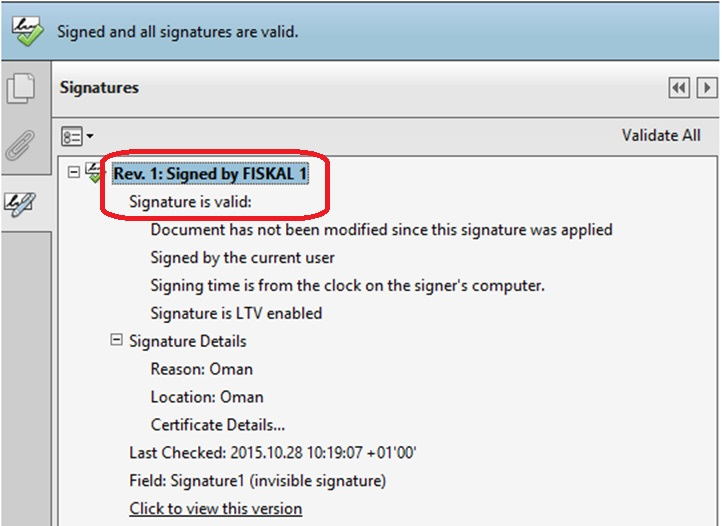 Signed and all signatures are valid.
Signatures
Validate All
Rev. 1: Signed by FISKAL 1
Signature is valid:
Document has not been modified since this signature was applied
Signed by the current user
Signing time is from the clock on the signer's computer.
Signature is LTV enabled
Signature Details
Reason: Oman
Location: Oman
Certificate Details...
Last Checked: 2015.10.28 10:19:07 +01'00'
Field: Signature1 (invisible signature)
Click to view this version